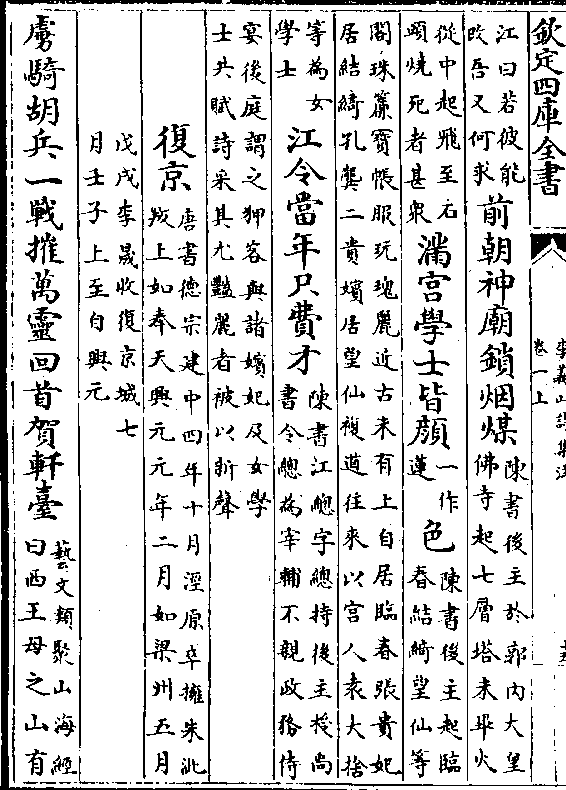 欽定四庫全書
李義山詩集注
卷一上
江曰若彼能
改吾又何求
前朝神廟鎖烟煤
陳書後主於郭内大皇
佛寺起七層塔未畢火
從中起飛至石
頭燒死者甚衆
滿宮學士皆顔
一作
蓮
色
陳書後主起臨
春結綺望仙等
閣珠簾寶帳服玩瑰麗近古未有上自居臨春張貴妃
居結綺孔龔二貴嬪居望仙複道往來以宫人袁大捨
等為女
學士
江令當年只費才
陳書江總字總持後主授尚
書令總為宰輔不親政務侍
宴後庭謂之狎客與諸嬪妃及女學
士共賦詩采其尤豔麗者被以新聲
復京
唐書德宗建中四年十月涇原卒擁朱泚
叛上如奉天興元元年二月如梁州五月
戊戌李晟收復京城七
月壬子上至自興元
虜騎胡兵一戰摧萬靈回首賀軒臺
藝文類聚山海經
曰西王母之山有